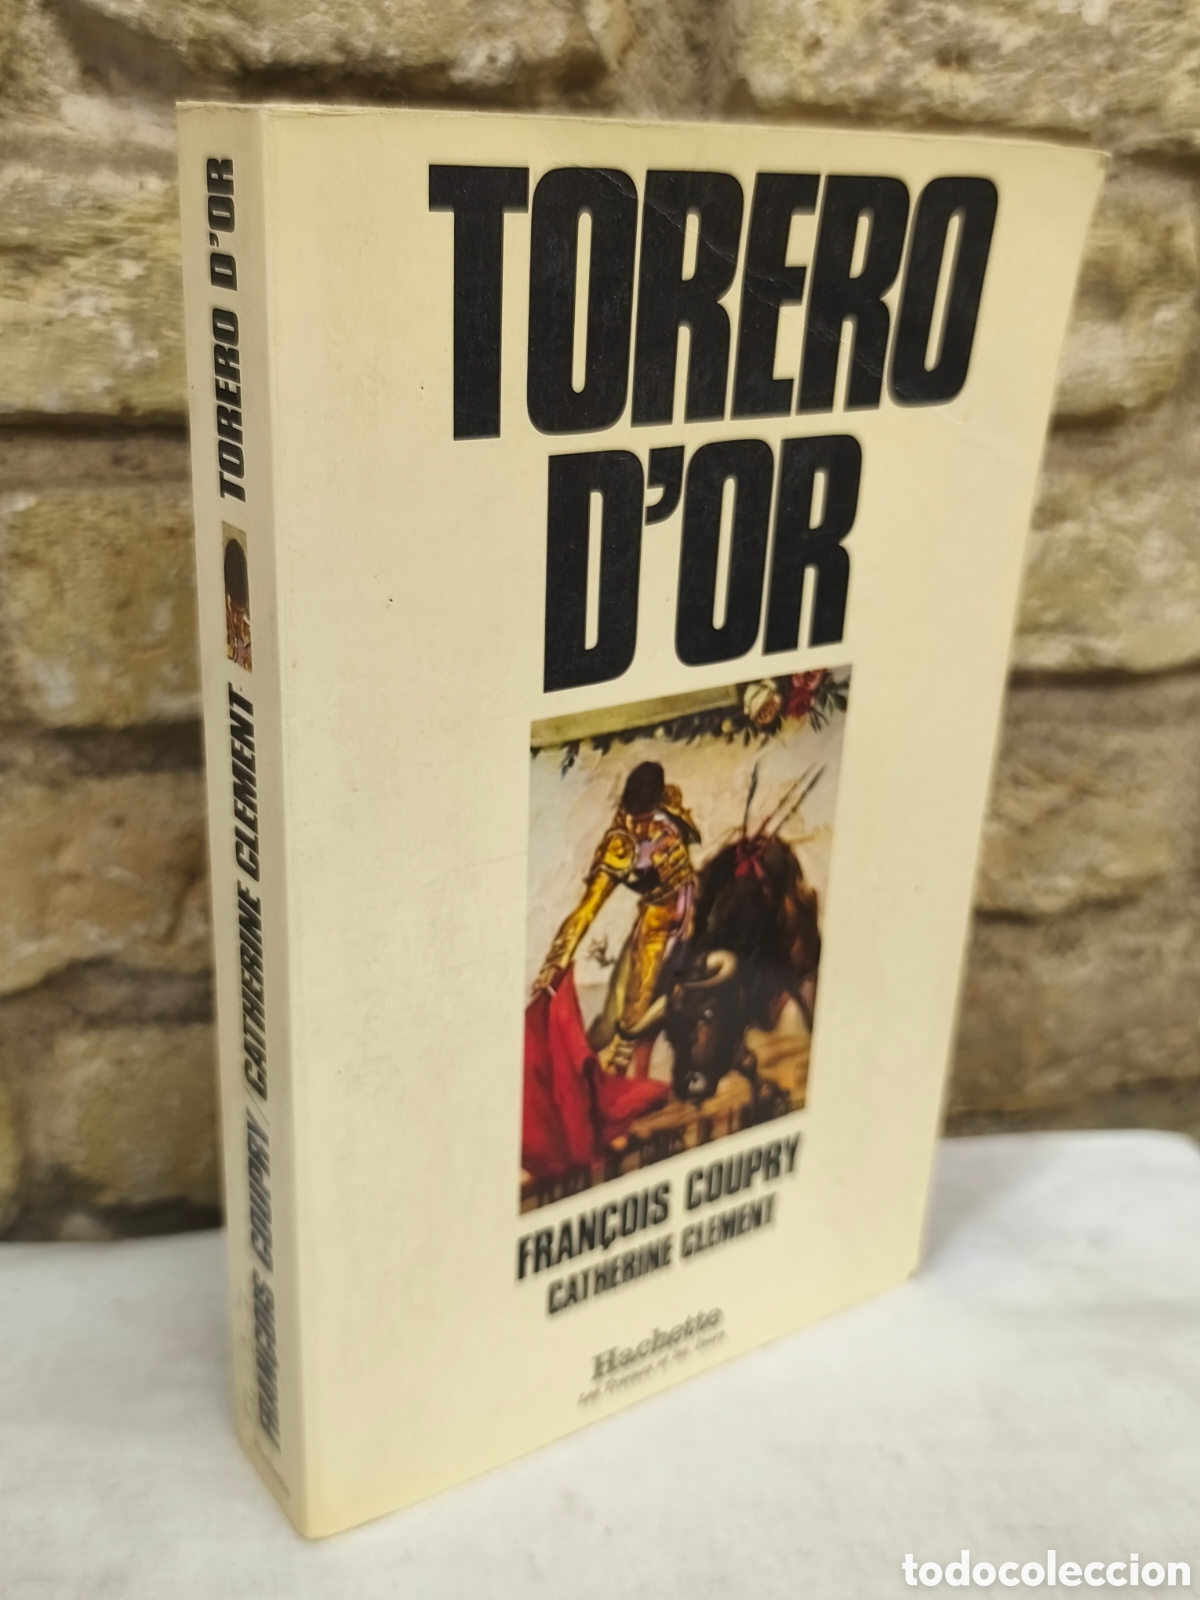 TORERO
D'OR
FRANÇOIS COUPRY
CATHERINE CLEMENT
Hachette
FRANÇOIS COUPRY / CATHERINE CLEMENT TORERO D'OR
todocoleccion